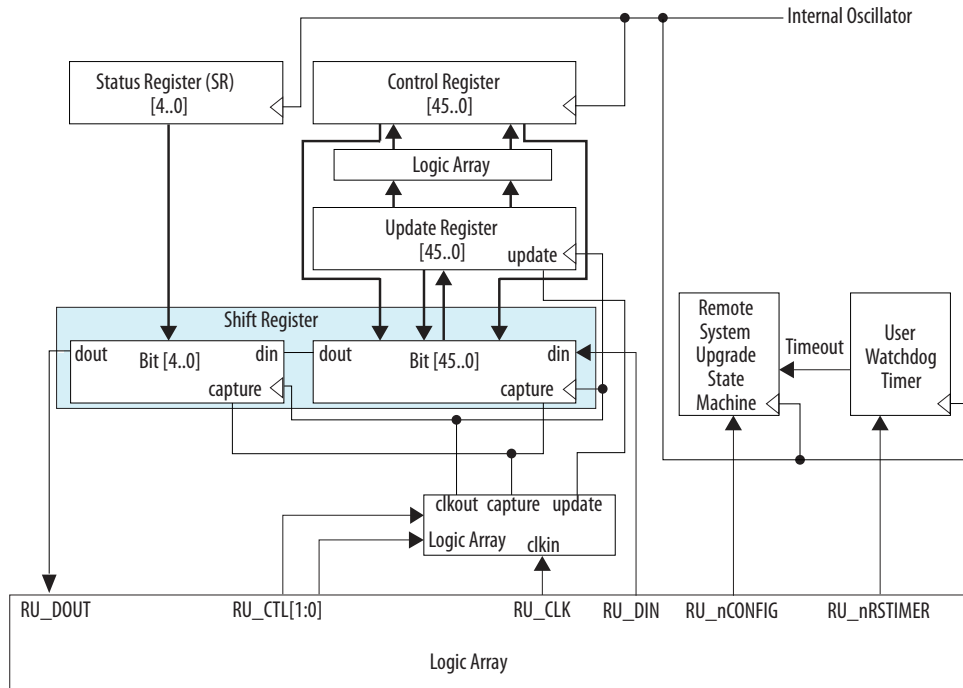 Internal Oscillator
Status Register (SR)
[4..0]
Control Register
[45..0]
Logic Array
Update Register
[45..0]
update
Shift Register
dout
Bit [4..0]
din
capture
dout
Bit [45..0]
din
capture
Remote
System
Upgrade
State
Machine
Timeout
User
Watchdog
Timer
clkout capture update
Logic Array
clkin
RU_DOUT
RU_CTL[1:0]
RU_CLK
RU_DIN
RU_nCONFIG
RU_nRSTIMER
Logic Array